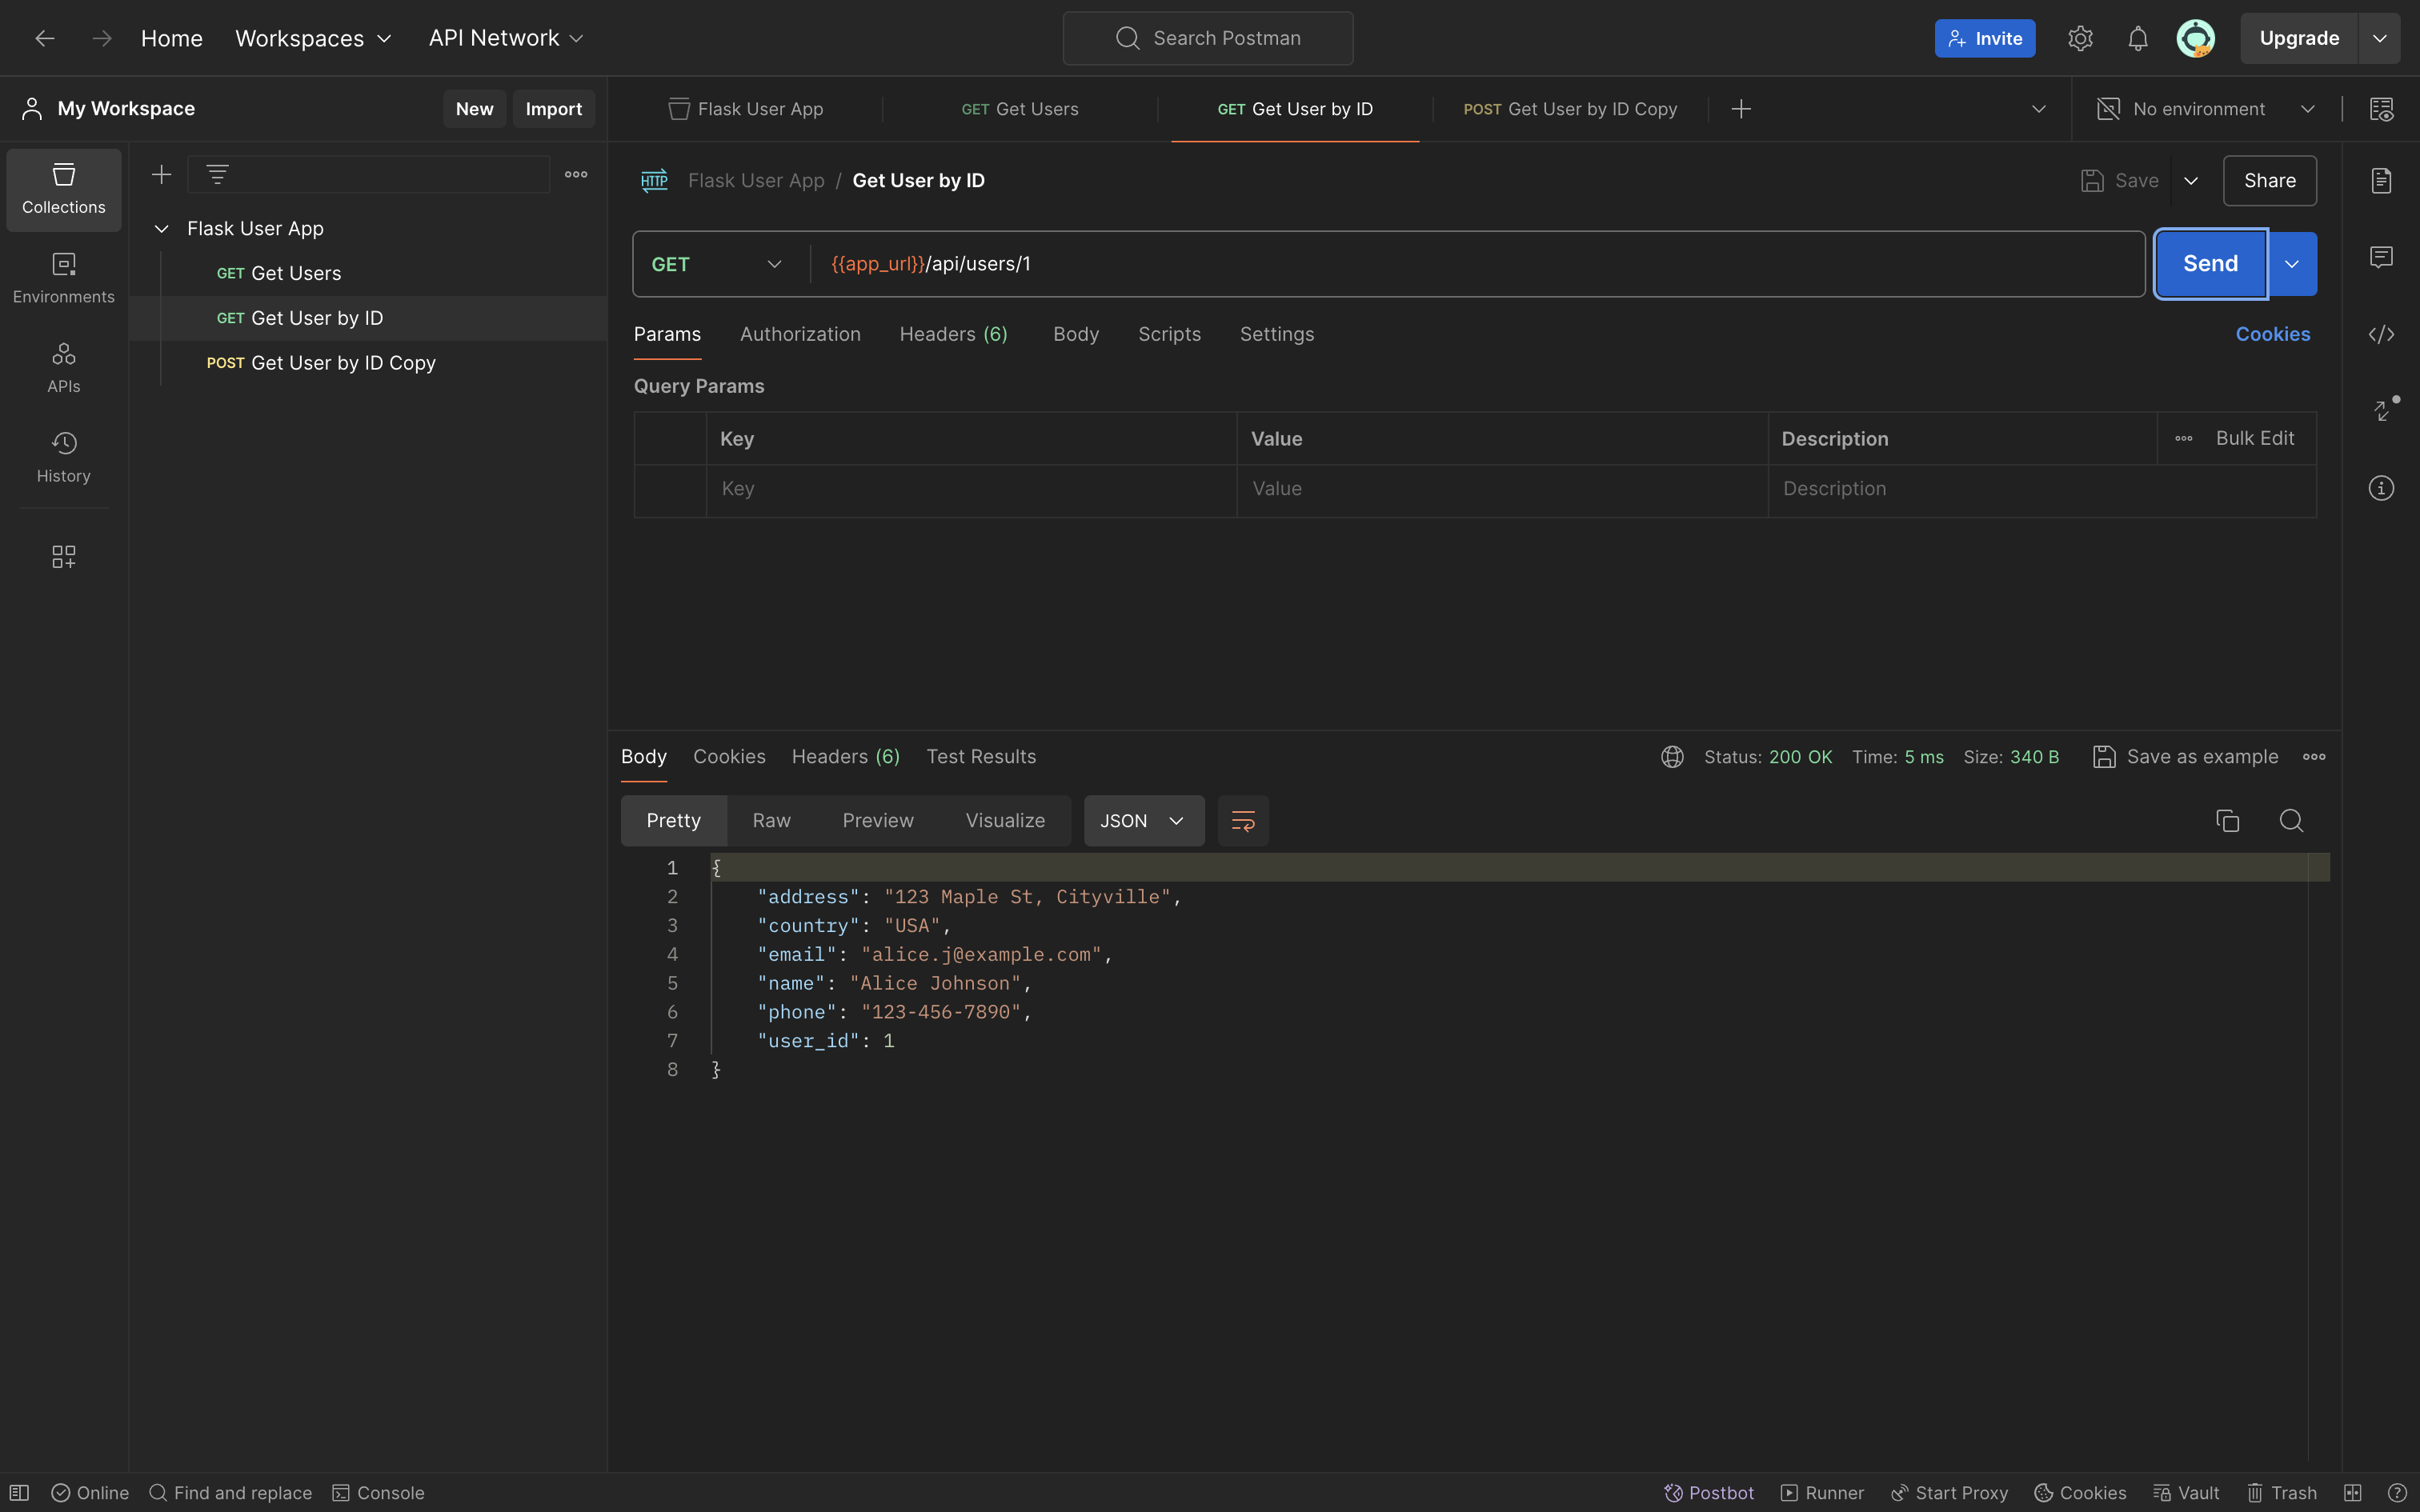 Home Workspaces API Network Search Postman Invite Upgrade
My Workspace New Import Flask User App GET Get Users GET Get User by ID POST Get User by ID Copy No environment
Collections
Environments
APIs
History
Flask User App
GET Get Users
GET Get User by ID
POST Get User by ID Copy
HTTP Flask User App / Get User by ID Save Share
GET {{app_url}}/api/users/1 Send
Params Authorization Headers (6) Body Scripts Settings Cookies
Query Params
Key Value Description Bulk Edit
Key Value Description
Body Cookies Headers (6) Test Results Status: 200 OK Time: 5 ms Size: 340 B Save as example
Pretty Raw Preview Visualize JSON
1 {
2 "address": "123 Maple St, Cityville",
3 "country": "USA",
4 "email": "alice.j@example.com",
5 "name": "Alice Johnson",
6 "phone": "123-456-7890",
7 "user_id": 1
8 }
Online Find and replace Console Postbot Runner Start Proxy Cookies Vault Trash